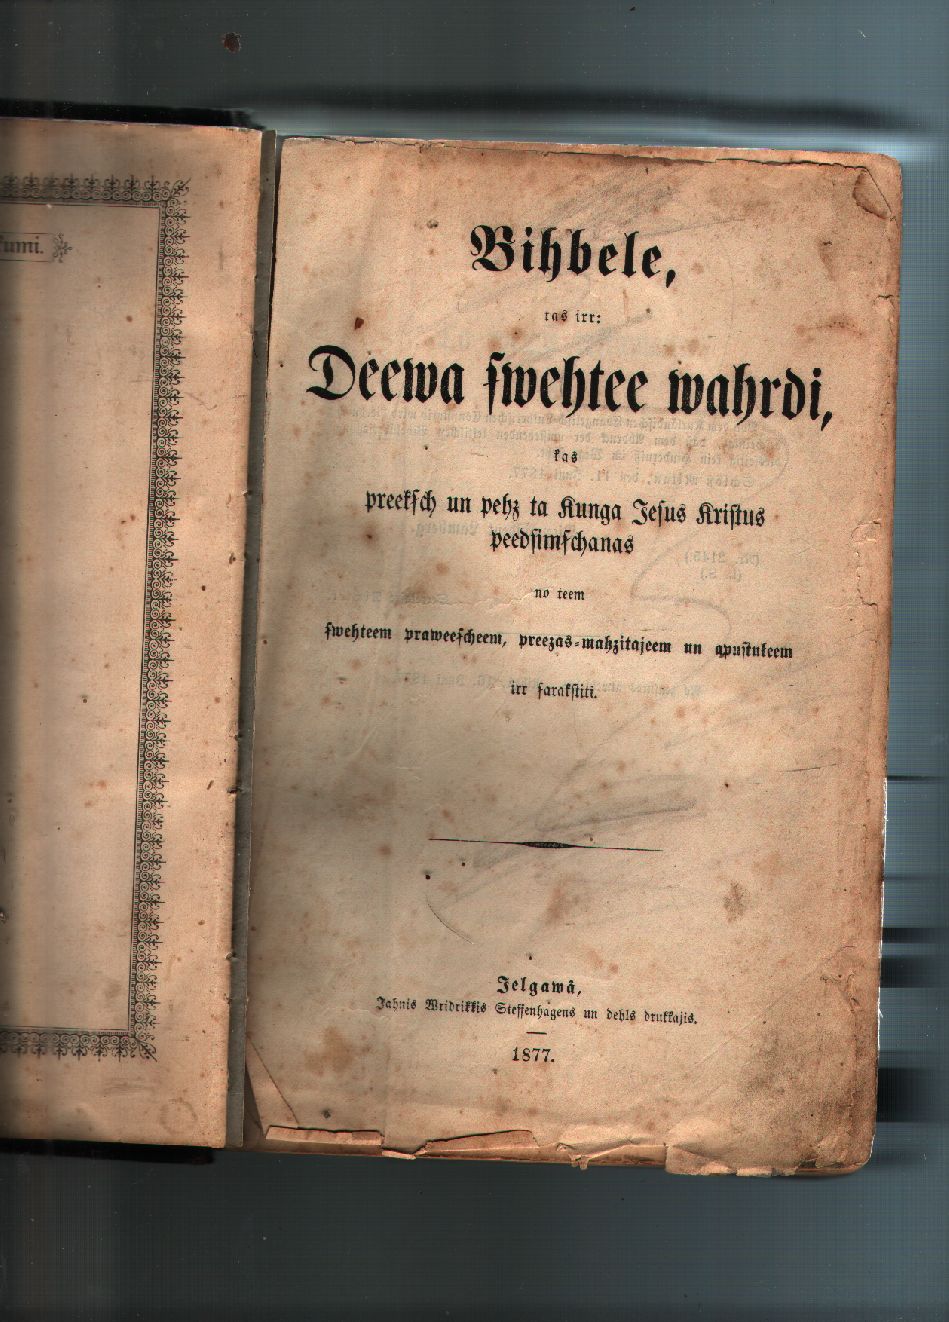 Bihbele,
tas irr:
Deewa ſwehtee wahrdi,
kas
preekſch un pehz ta Kunga Jeſus Kristus
peedſimſchanas
no teem
ſwehteem praweeſcheem, preezas-mahzitajeem un apustuleem
irr ſarakſtiti.
Jelgawâ,
Jahnis Wridrikkis Steffenhagens un dehls drukkajis.
1877.